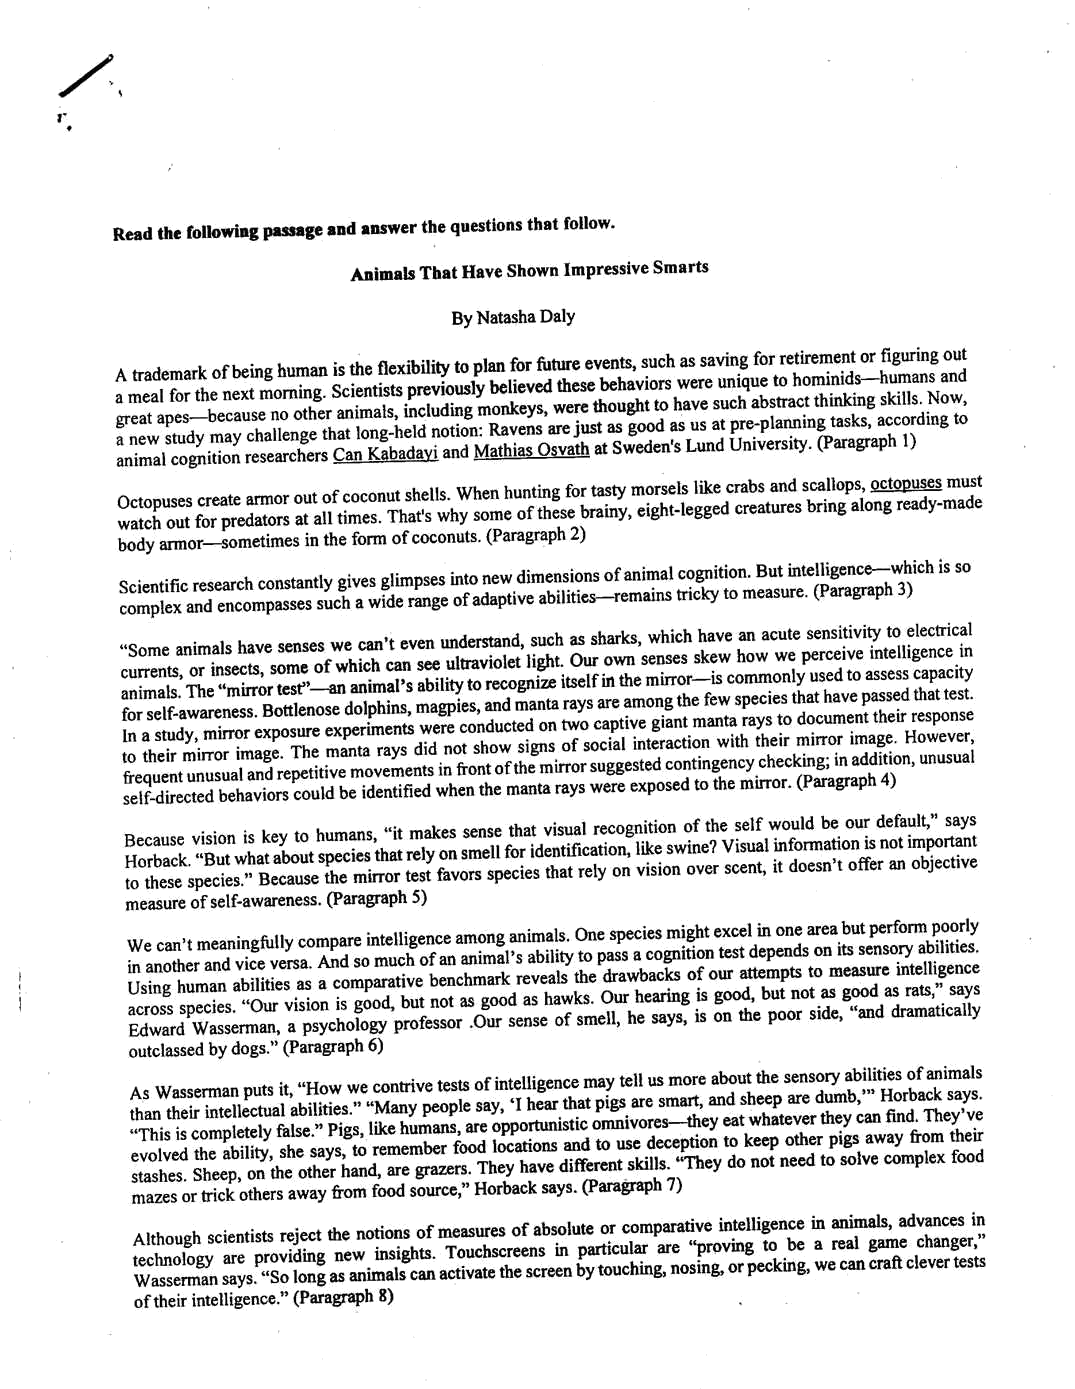 Read the following passage and answer the questions that follow.
Animals That Have Shown Impressive Smarts
By Natasha Daly
A trademark of being human is the flexibility to plan for future events, such as saving for retirement or figuring out
a meal for the next morning. Scientists previously believed these behaviors were unique to hominids—humans and
great apes—because no other animals, including monkeys, were thought to have such abstract thinking skills. Now,
a new study may challenge that long-held notion: Ravens are just as good as us at pre-planning tasks, according to
animal cognition researchers Can Kabadayi and Mathias Osvath at Sweden's Lund University. (Paragraph 1)
Octopuses create armor out of coconut shells. When hunting for tasty morsels like crabs and scallops, octopuses must
watch out for predators at all times. That's why some of these brainy, eight-legged creatures bring along ready-made
body armor—sometimes in the form of coconuts. (Paragraph 2)
Scientific research constantly gives glimpses into new dimensions of animal cognition. But intelligence—which is so
complex and encompasses such a wide range of adaptive abilities—remains tricky to measure. (Paragraph 3)
“Some animals have senses we can’t even understand, such as sharks, which have an acute sensitivity to electrical
currents, or insects, some of which can see ultraviolet light. Our own senses skew how we perceive intelligence in
animals. The “mirror test”—an animal’s ability to recognize itself in the mirror—is commonly used to assess capacity
for self-awareness. Bottlenose dolphins, magpies, and manta rays are among the few species that have passed that test.
In a study, mirror exposure experiments were conducted on two captive giant manta rays to document their response
to their mirror image. The manta rays did not show signs of social interaction with their mirror image. However,
frequent unusual and repetitive movements in front of the mirror suggested contingency checking; in addition, unusual
self-directed behaviors could be identified when the manta rays were exposed to the mirror. (Paragraph 4)
Because vision is key to humans, “it makes sense that visual recognition of the self would be our default,” says
Horback. “But what about species that rely on smell for identification, like swine? Visual information is not important
to these species.” Because the mirror test favors species that rely on vision over scent, it doesn’t offer an objective
measure of self-awareness. (Paragraph 5)
We can’t meaningfully compare intelligence among animals. One species might excel in one area but perform poorly
in another and vice versa. And so much of an animal’s ability to pass a cognition test depends on its sensory abilities.
Using human abilities as a comparative benchmark reveals the drawbacks of our attempts to measure intelligence
across species. “Our vision is good, but not as good as hawks. Our hearing is good, but not as good as rats,” says
Edward Wasserman, a psychology professor .Our sense of smell, he says, is on the poor side, “and dramatically
outclassed by dogs.” (Paragraph 6)
As Wasserman puts it, “How we contrive tests of intelligence may tell us more about the sensory abilities of animals
than their intellectual abilities.” “Many people say, ‘I hear that pigs are smart, and sheep are dumb,’” Horback says.
“This is completely false.” Pigs, like humans, are opportunistic omnivores—they eat whatever they can find. They’ve
evolved the ability, she says, to remember food locations and to use deception to keep other pigs away from their
stashes. Sheep, on the other hand, are grazers. They have different skills. “They do not need to solve complex food
mazes or trick others away from food source,” Horback says. (Paragraph 7)
Although scientists reject the notions of measures of absolute or comparative intelligence in animals, advances in
technology are providing new insights. Touchscreens in particular are “proving to be a real game changer,”
Wasserman says. “So long as animals can activate the screen by touching, nosing, or pecking, we can craft clever tests
of their intelligence.” (Paragraph 8)